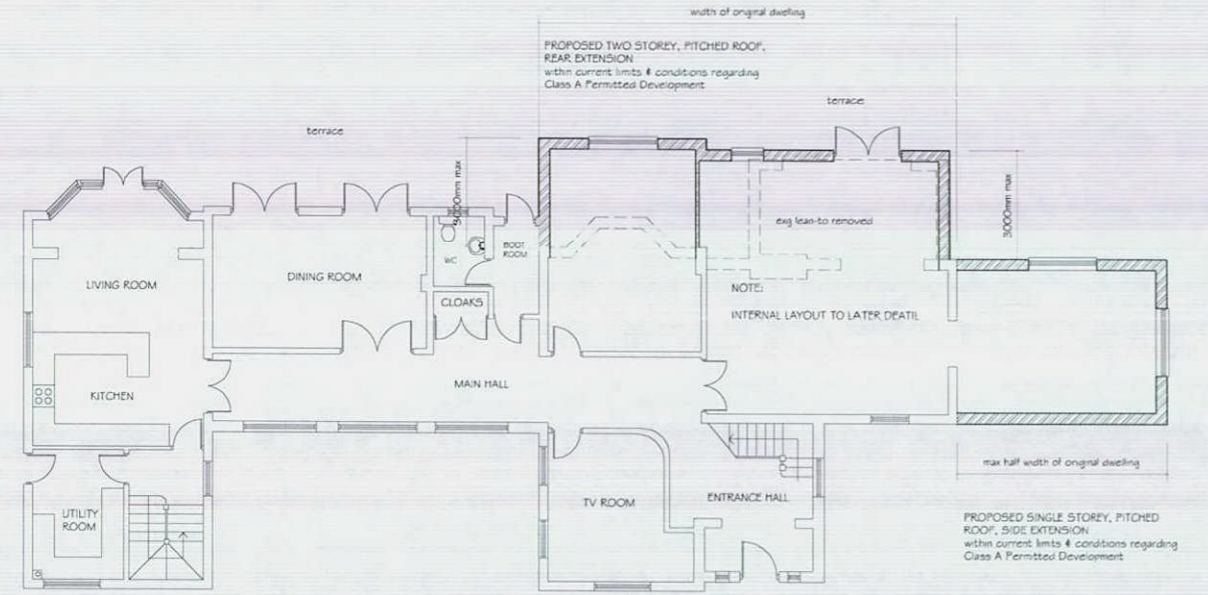 width of original dwelling
PROPOSED TWO STOREY, PITCHED ROOF,
REAR EXTENSION
within current limits & conditions regarding
Class A Permitted Development
terrace
terrace
3000mm max
3000mm max
exg lean-to removed
BOOT
ROOM
WC
LIVING ROOM
DINING ROOM
CLOAKS
NOTE:
INTERNAL LAYOUT TO LATER DEATIL
MAIN HALL
KITCHEN
max half width of original dwelling
UTILITY
ROOM
TV ROOM
ENTRANCE HALL
PROPOSED SINGLE STOREY, PITCHED
ROOF, SIDE EXTENSION
within current limits & conditions regarding
Class A Permitted Development